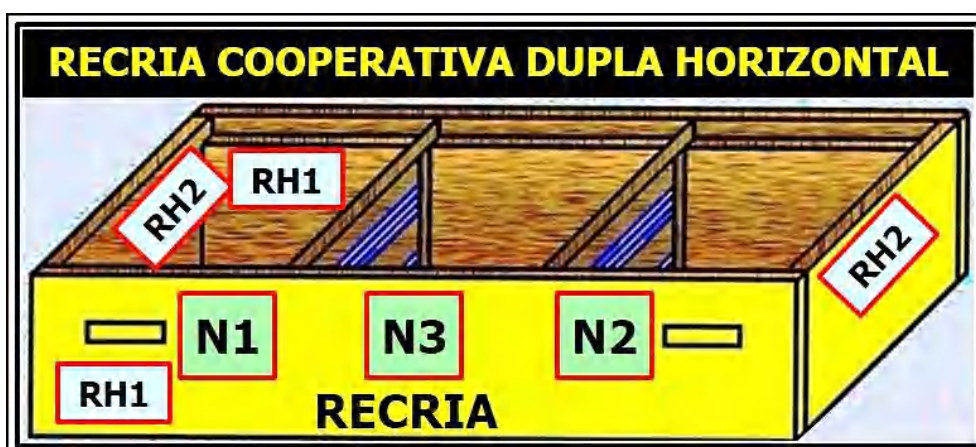 RECRIA COOPERATIVA DUPLA HORIZONTAL
RH2
RH1
RH2
N1
N3
N2
RH1
RECRIA